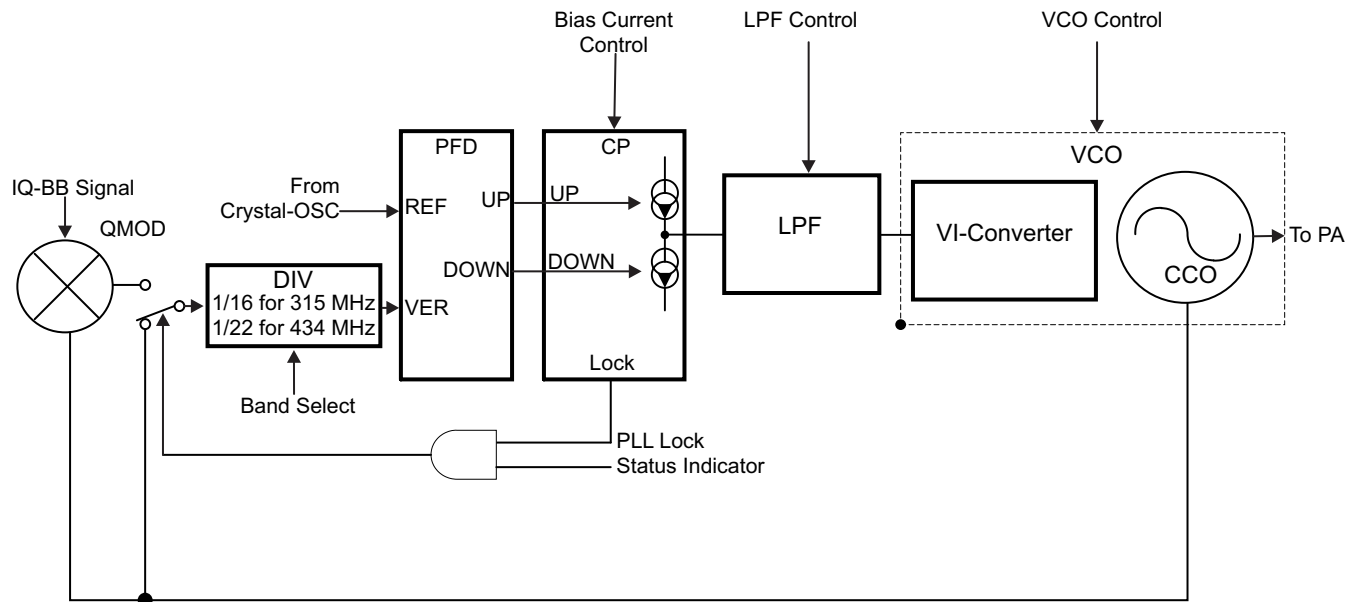 Bias Current
Control
LPF Control
VCO Control
PFD
CP
VCO
IQ-BB Signal
From
Crystal-OSC
REF
UP
UP
QMOD
LPF
VI-Converter
To PA
DOWN
DOWN
CCO
DIV
1/16 for 315 MHz
1/22 for 434 MHz
VER
Lock
Band Select
PLL Lock
Status Indicator